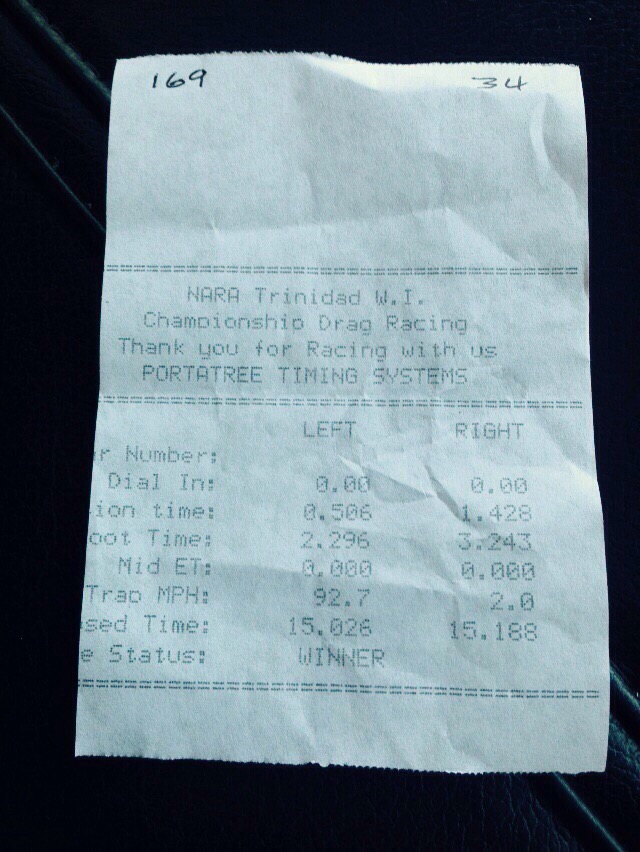 169 34
NARA Trinidad W.I.
Championship Drag Racing
Thank you for Racing with us
PORTATREE TIMING SYSTEMS
LEFT RIGHT
r Number:
Dial In: 0.00 0.00
ion time: 0.506 1.428
oot Time: 2.296 3.243
Mid ET: 0.000 0.000
Trap MPH: 92.7 2.0
sed Time: 15.026 15.188
e Status: WINNER